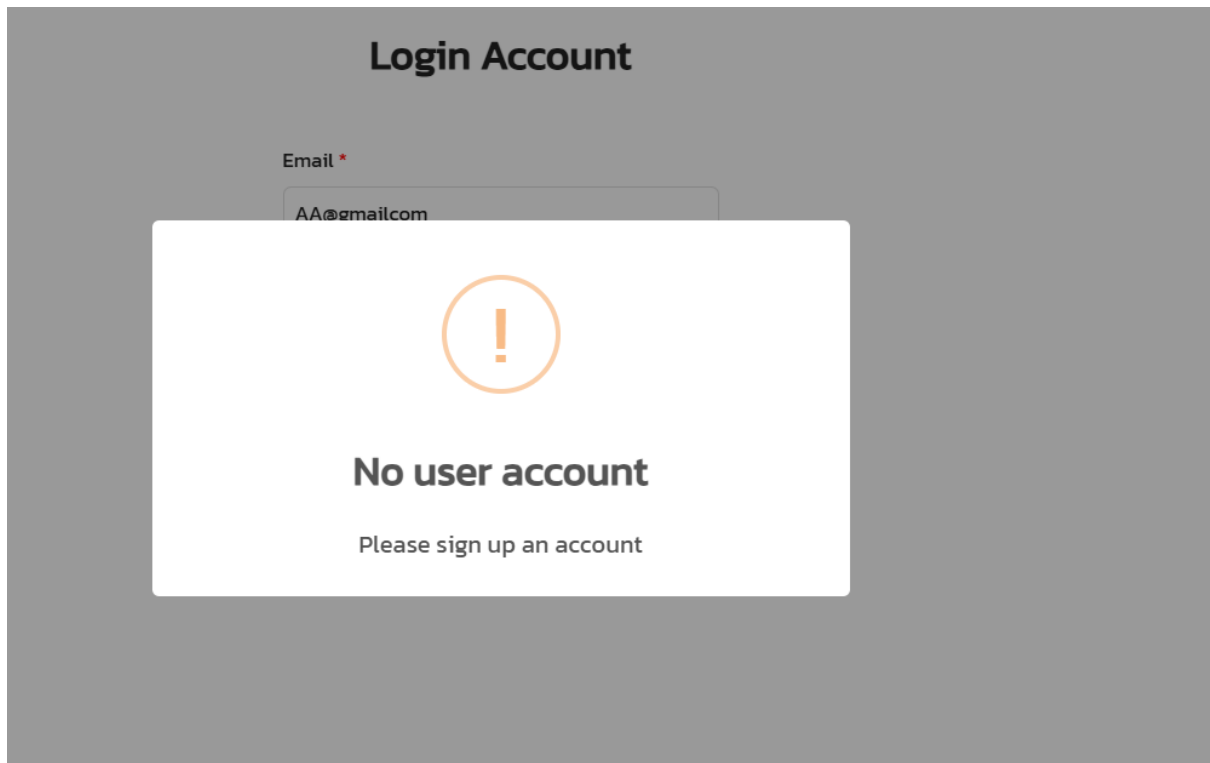 Login Account
Email *
AA@gmailcom
!
No user account
Please sign up an account